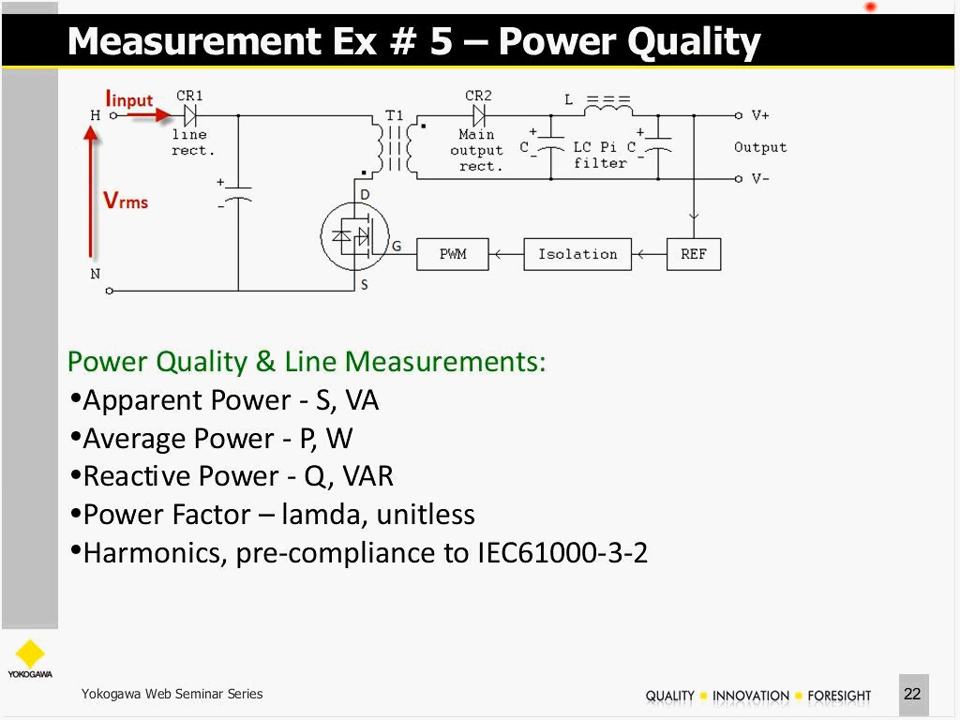 Measurement Ex # 5 – Power Quality
Iinput
CR1
H
line
rect.
T1
CR2
Main
output
rect.
L
+
C
-
LC Pi
filter
+
C
-
V+
Output
V-
+
-
Vrms
D
G
PWM
Isolation
REF
N
S
Power Quality & Line Measurements:
•Apparent Power - S, VA
•Average Power - P, W
•Reactive Power - Q, VAR
•Power Factor – lamda, unitless
•Harmonics, pre-compliance to IEC61000-3-2
YOKOGAWA
Yokogawa Web Seminar Series
QUALITY ▪ INNOVATION ▪ FORESIGHT
22